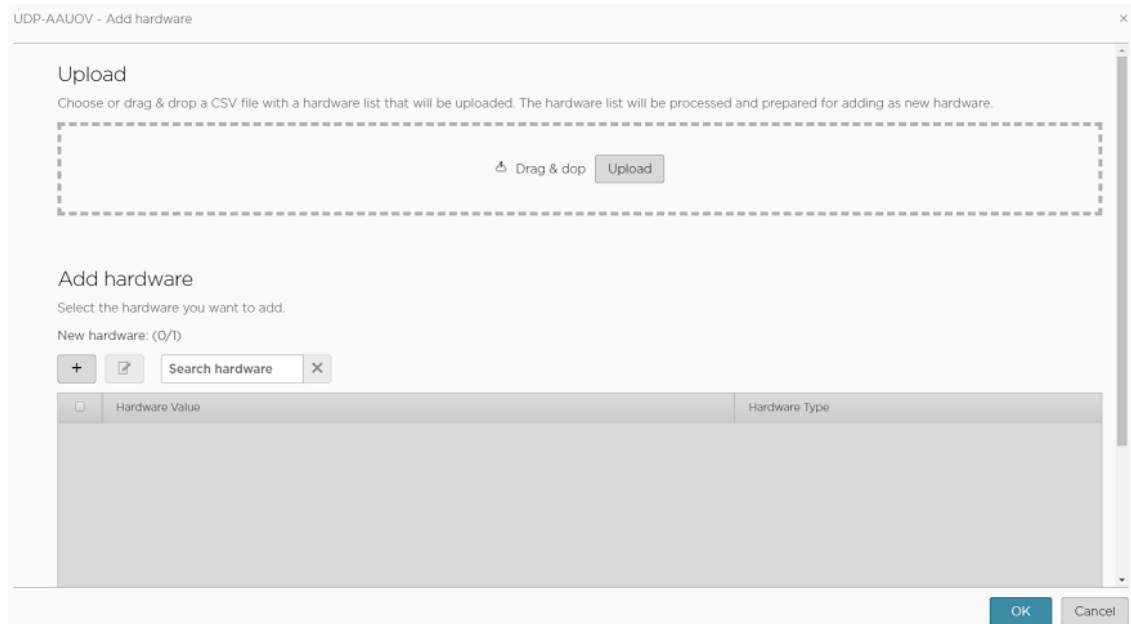 UDP-AAUOV - Add hardware
×
Upload
Choose or drag & drop a CSV file with a hardware list that will be uploaded. The hardware list will be processed and prepared for adding as new hardware.
Drag & dop Upload
Add hardware
Select the hardware you want to add.
New hardware: (0/1)
+ Search hardware ×
Hardware Value Hardware Type
OK Cancel